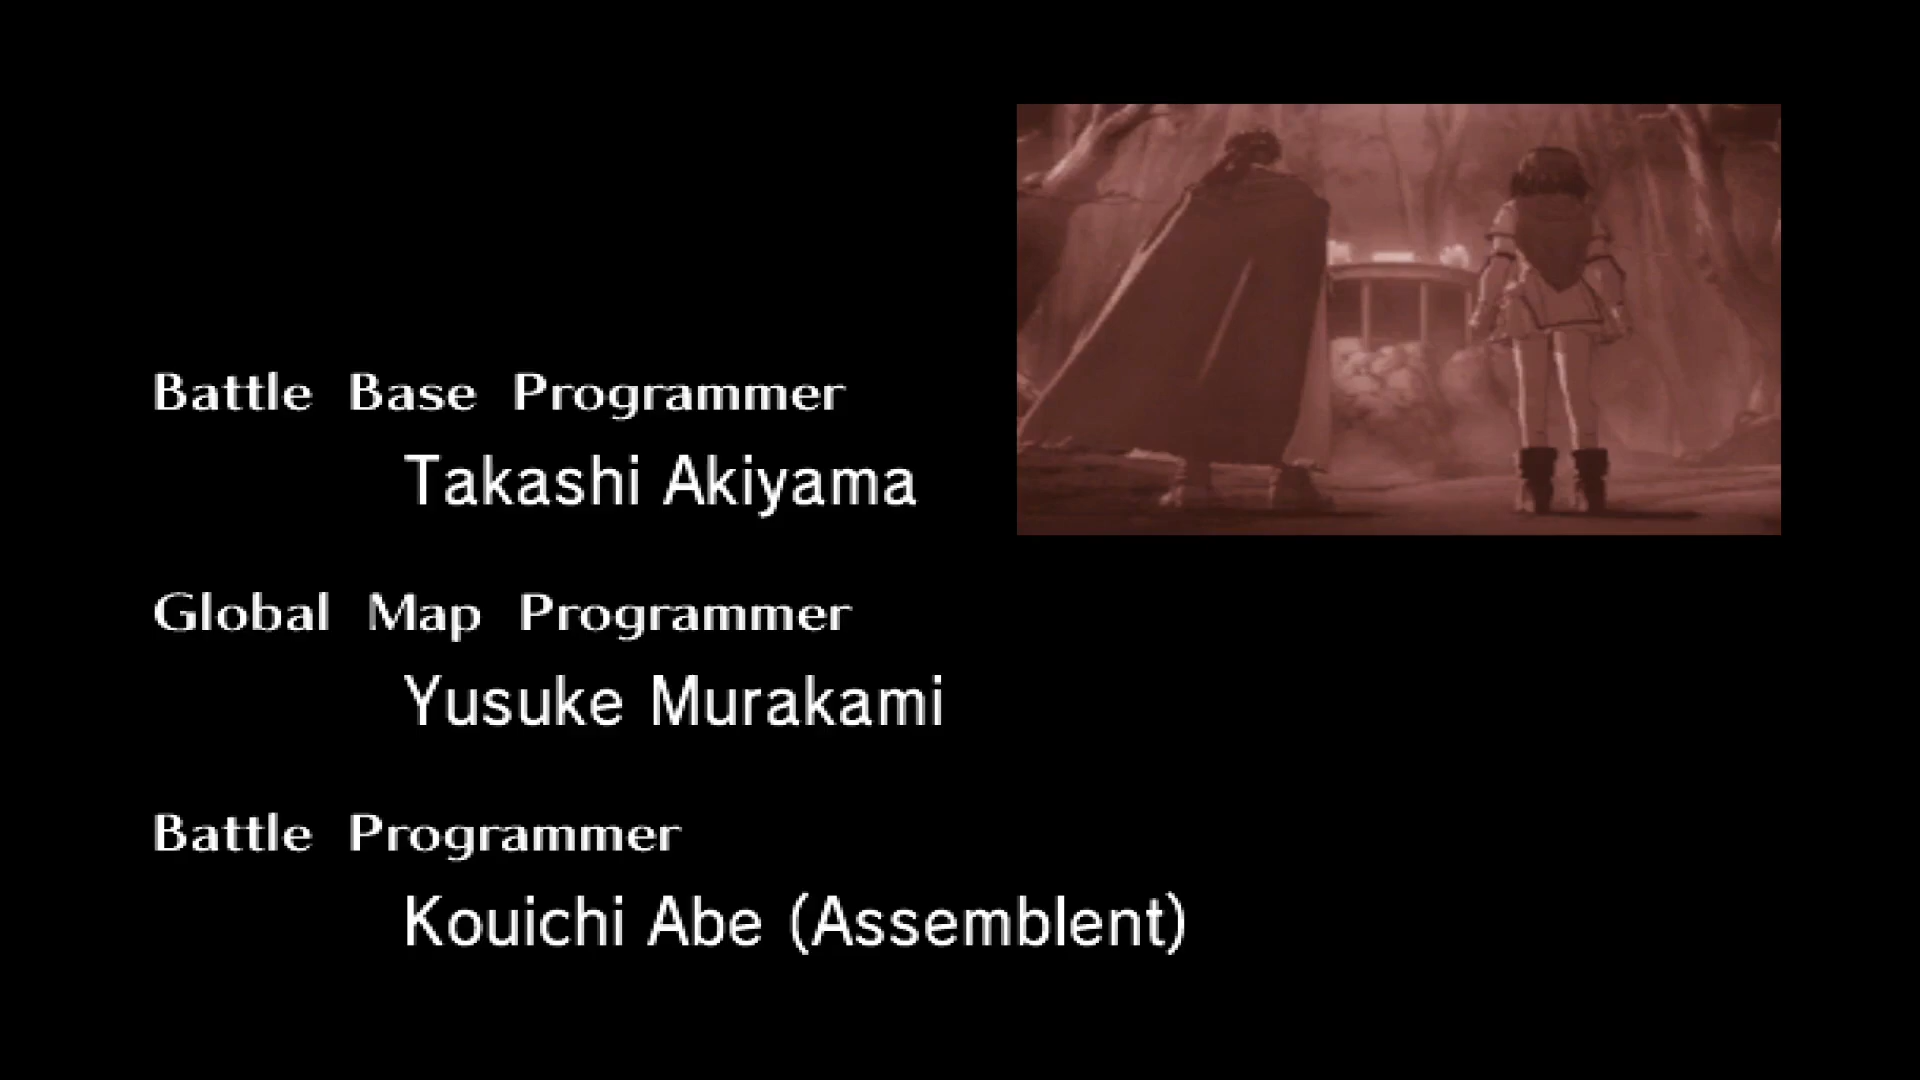 Battle Base Programmer
Takashi Akiyama
Global Map Programmer
Yusuke Murakami
Battle Programmer
Kouichi Abe (Assemblent)